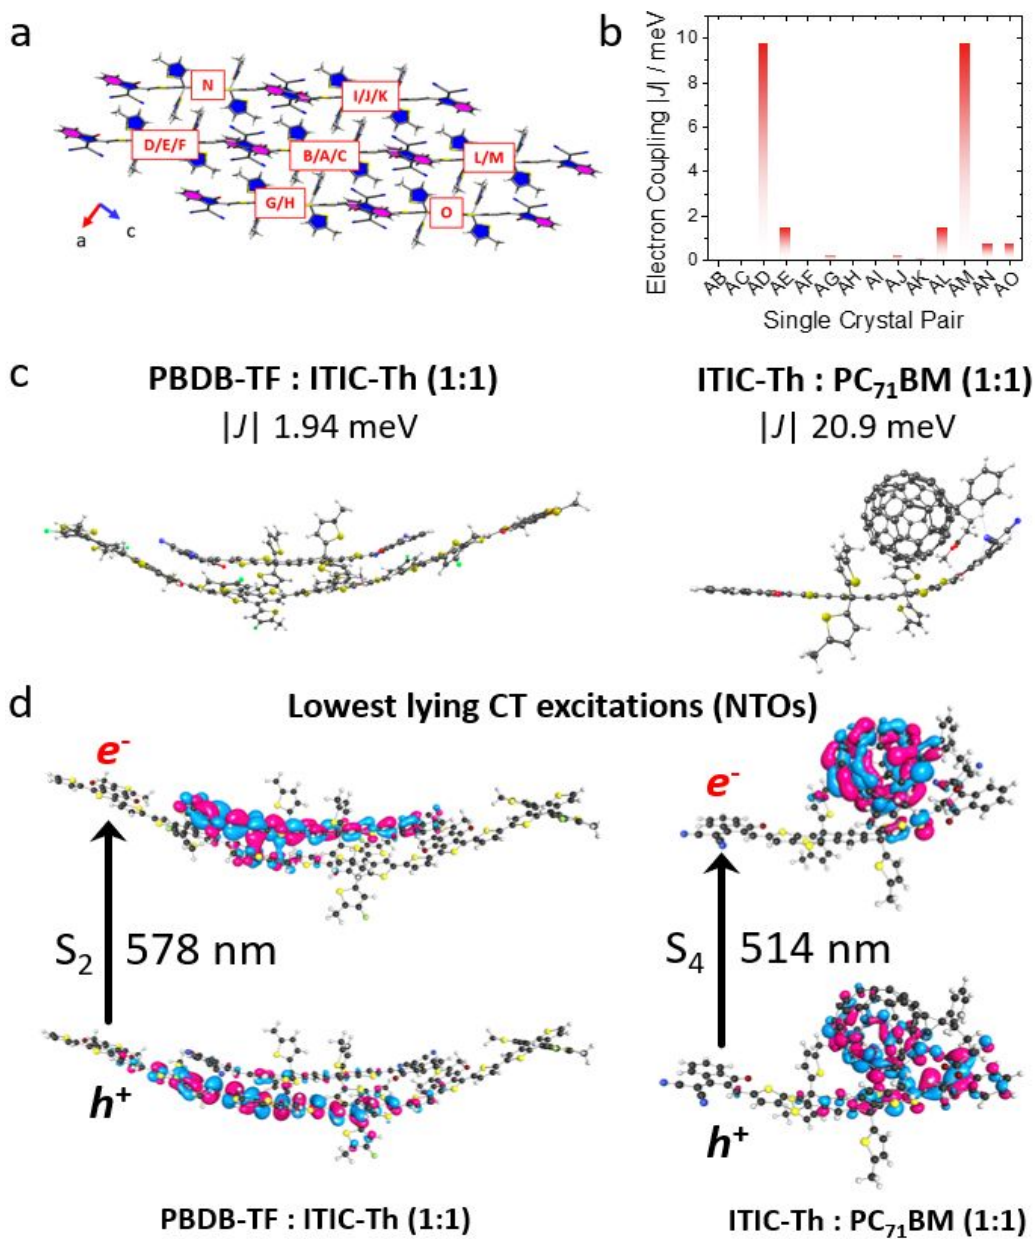 a
N
I/J/K
D/E/F
B/A/C
L/M
G/H
O
a
c
b
Electron Coupling |J| / meV
10
8
6
4
2
0
AB
AC
AD
AE
AF
AG
AH
AI
AJ
AK
AL
AM
AN
AO
Single Crystal Pair
c
PBDB-TF : ITIC-Th (1:1)
|J| 1.94 meV
ITIC-Th : PC₇₁BM (1:1)
|J| 20.9 meV
d
Lowest lying CT excitations (NTOs)
e⁻
S₂
578 nm
h⁺
PBDB-TF : ITIC-Th (1:1)
e⁻
S₄
514 nm
h⁺
ITIC-Th : PC₇₁BM (1:1)